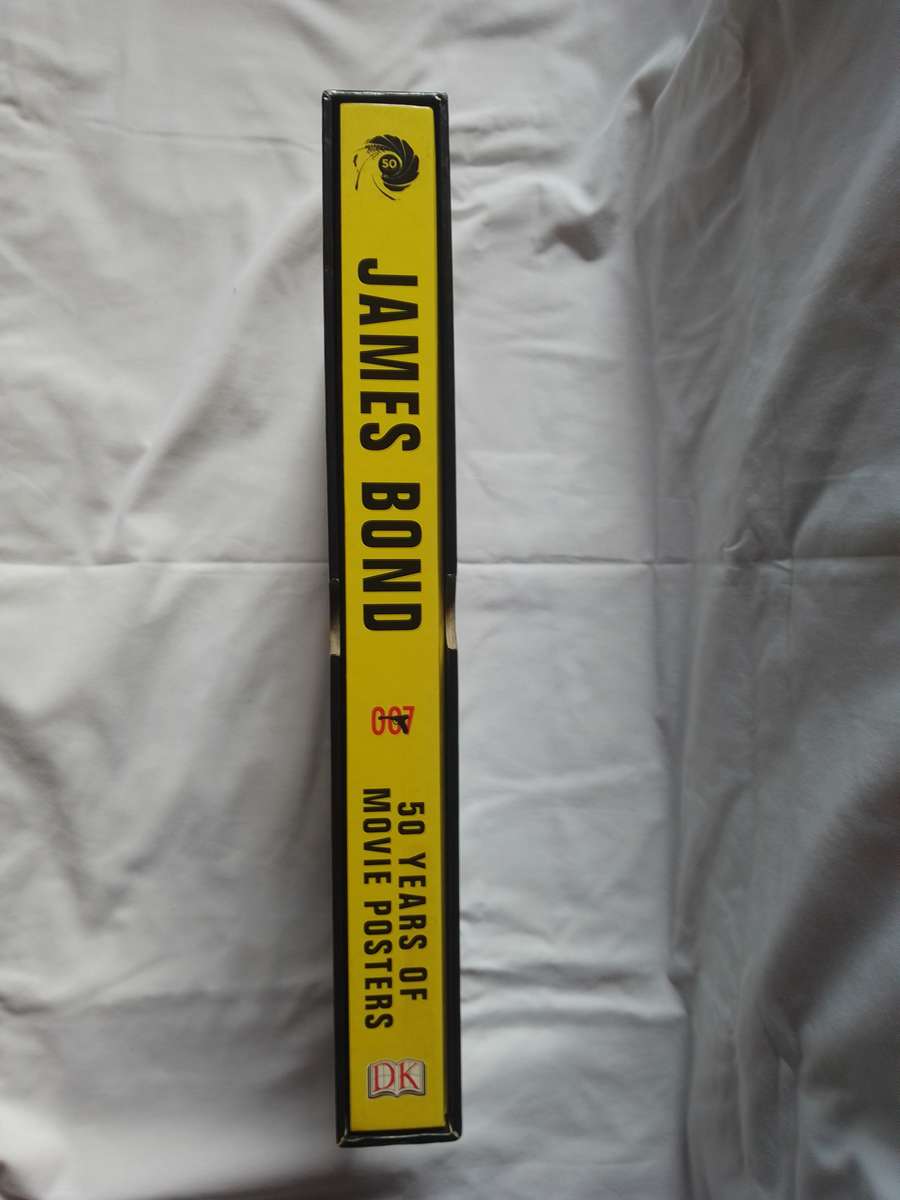 50
JAMES BOND
007
50 YEARS OF
MOVIE POSTERS
DK